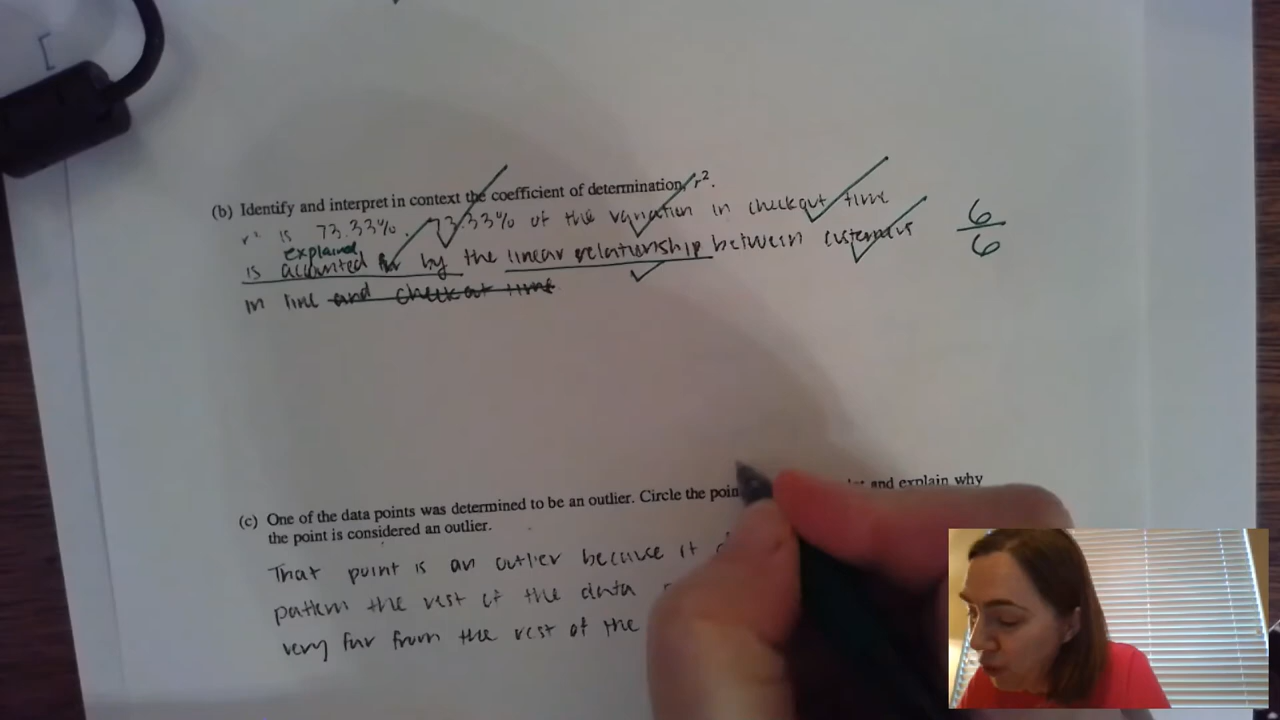 (b) Identify and interpret in context the coefficient of determination, r².
r² is 73.33%. 73.33% of the variation in checkout time
explained
is accounted for by the linear relationship between customers
in line and checkout time
6/6
(c) One of the data points was determined to be an outlier. Circle the poin and explain why
the point is considered an outlier.
That point is an outlier because it
pattern the rest of the data
very far from the rest of the